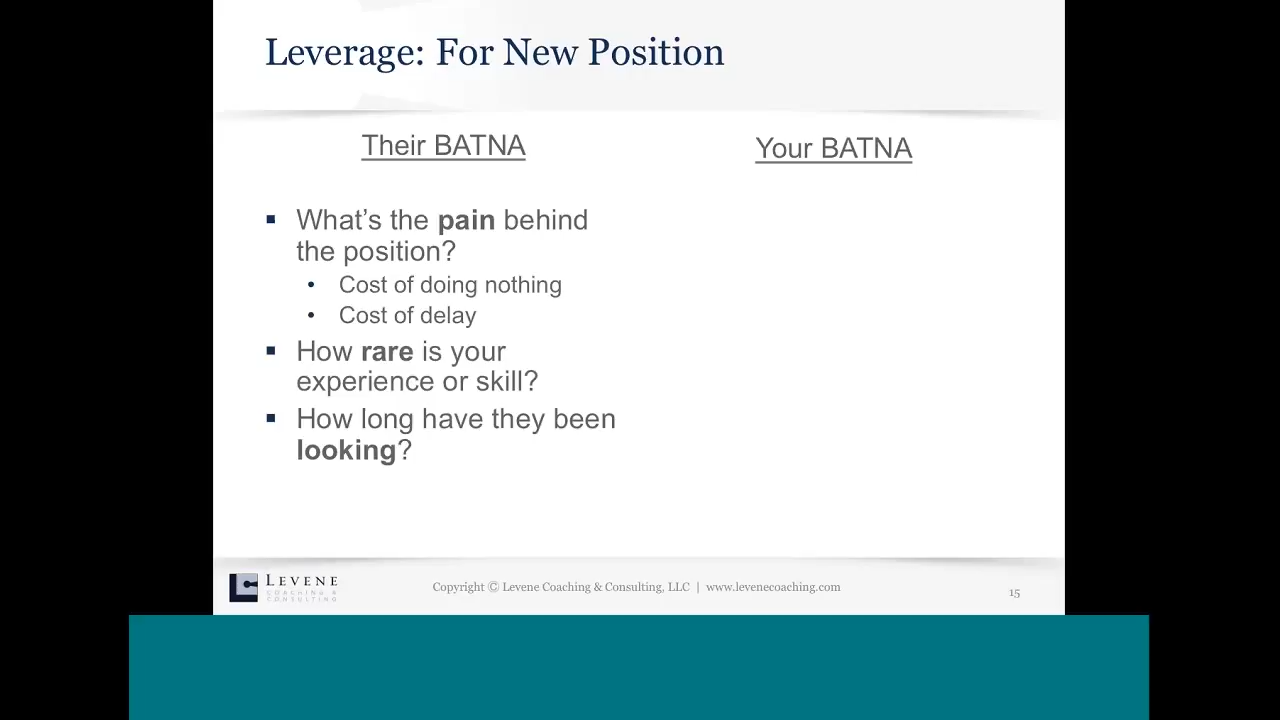 Leverage: For New Position
Their BATNA
Your BATNA
▪ What’s the pain behind
the position?
• Cost of doing nothing
• Cost of delay
▪ How rare is your
experience or skill?
▪ How long have they been
looking?
LEVENE
COACHING &
CONSULTING
Copyright © Levene Coaching & Consulting, LLC | www.levenecoaching.com
15